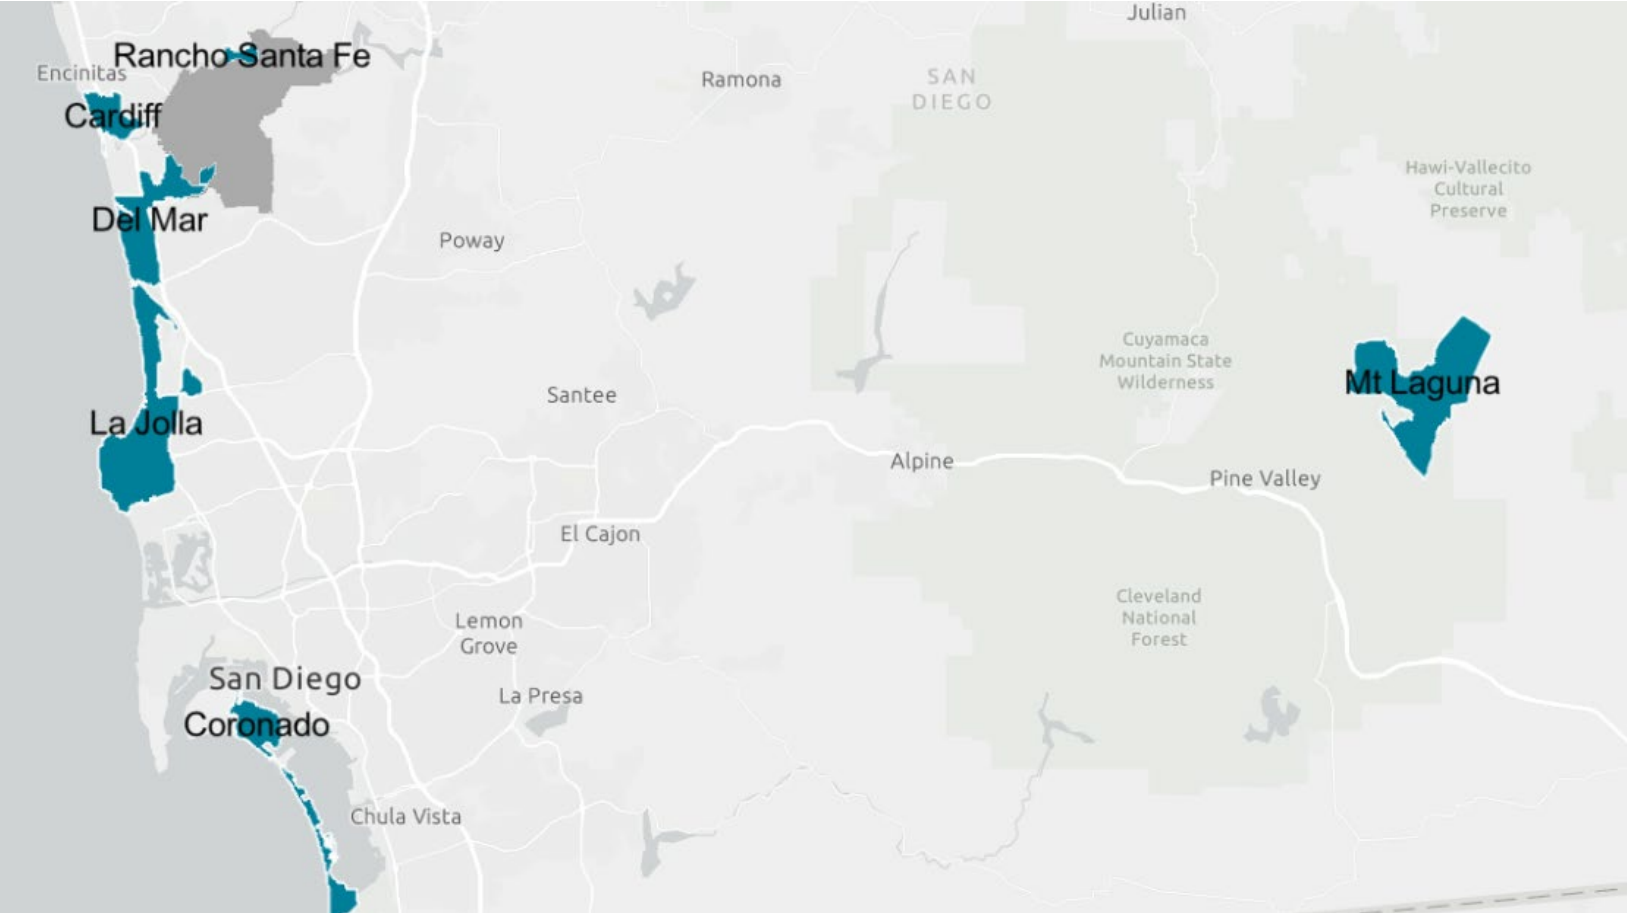 Julian
Rancho Santa Fe
Encinitas
Ramona
SAN
DIEGO
Cardiff
Hawi-Vallecito
Cultural
Preserve
Del Mar
Poway
Cuyamaca
Mountain State
Wilderness
Mt Laguna
Santee
La Jolla
Alpine
Pine Valley
El Cajon
Cleveland
National
Forest
Lemon
Grove
San Diego
La Presa
Coronado
Chula Vista